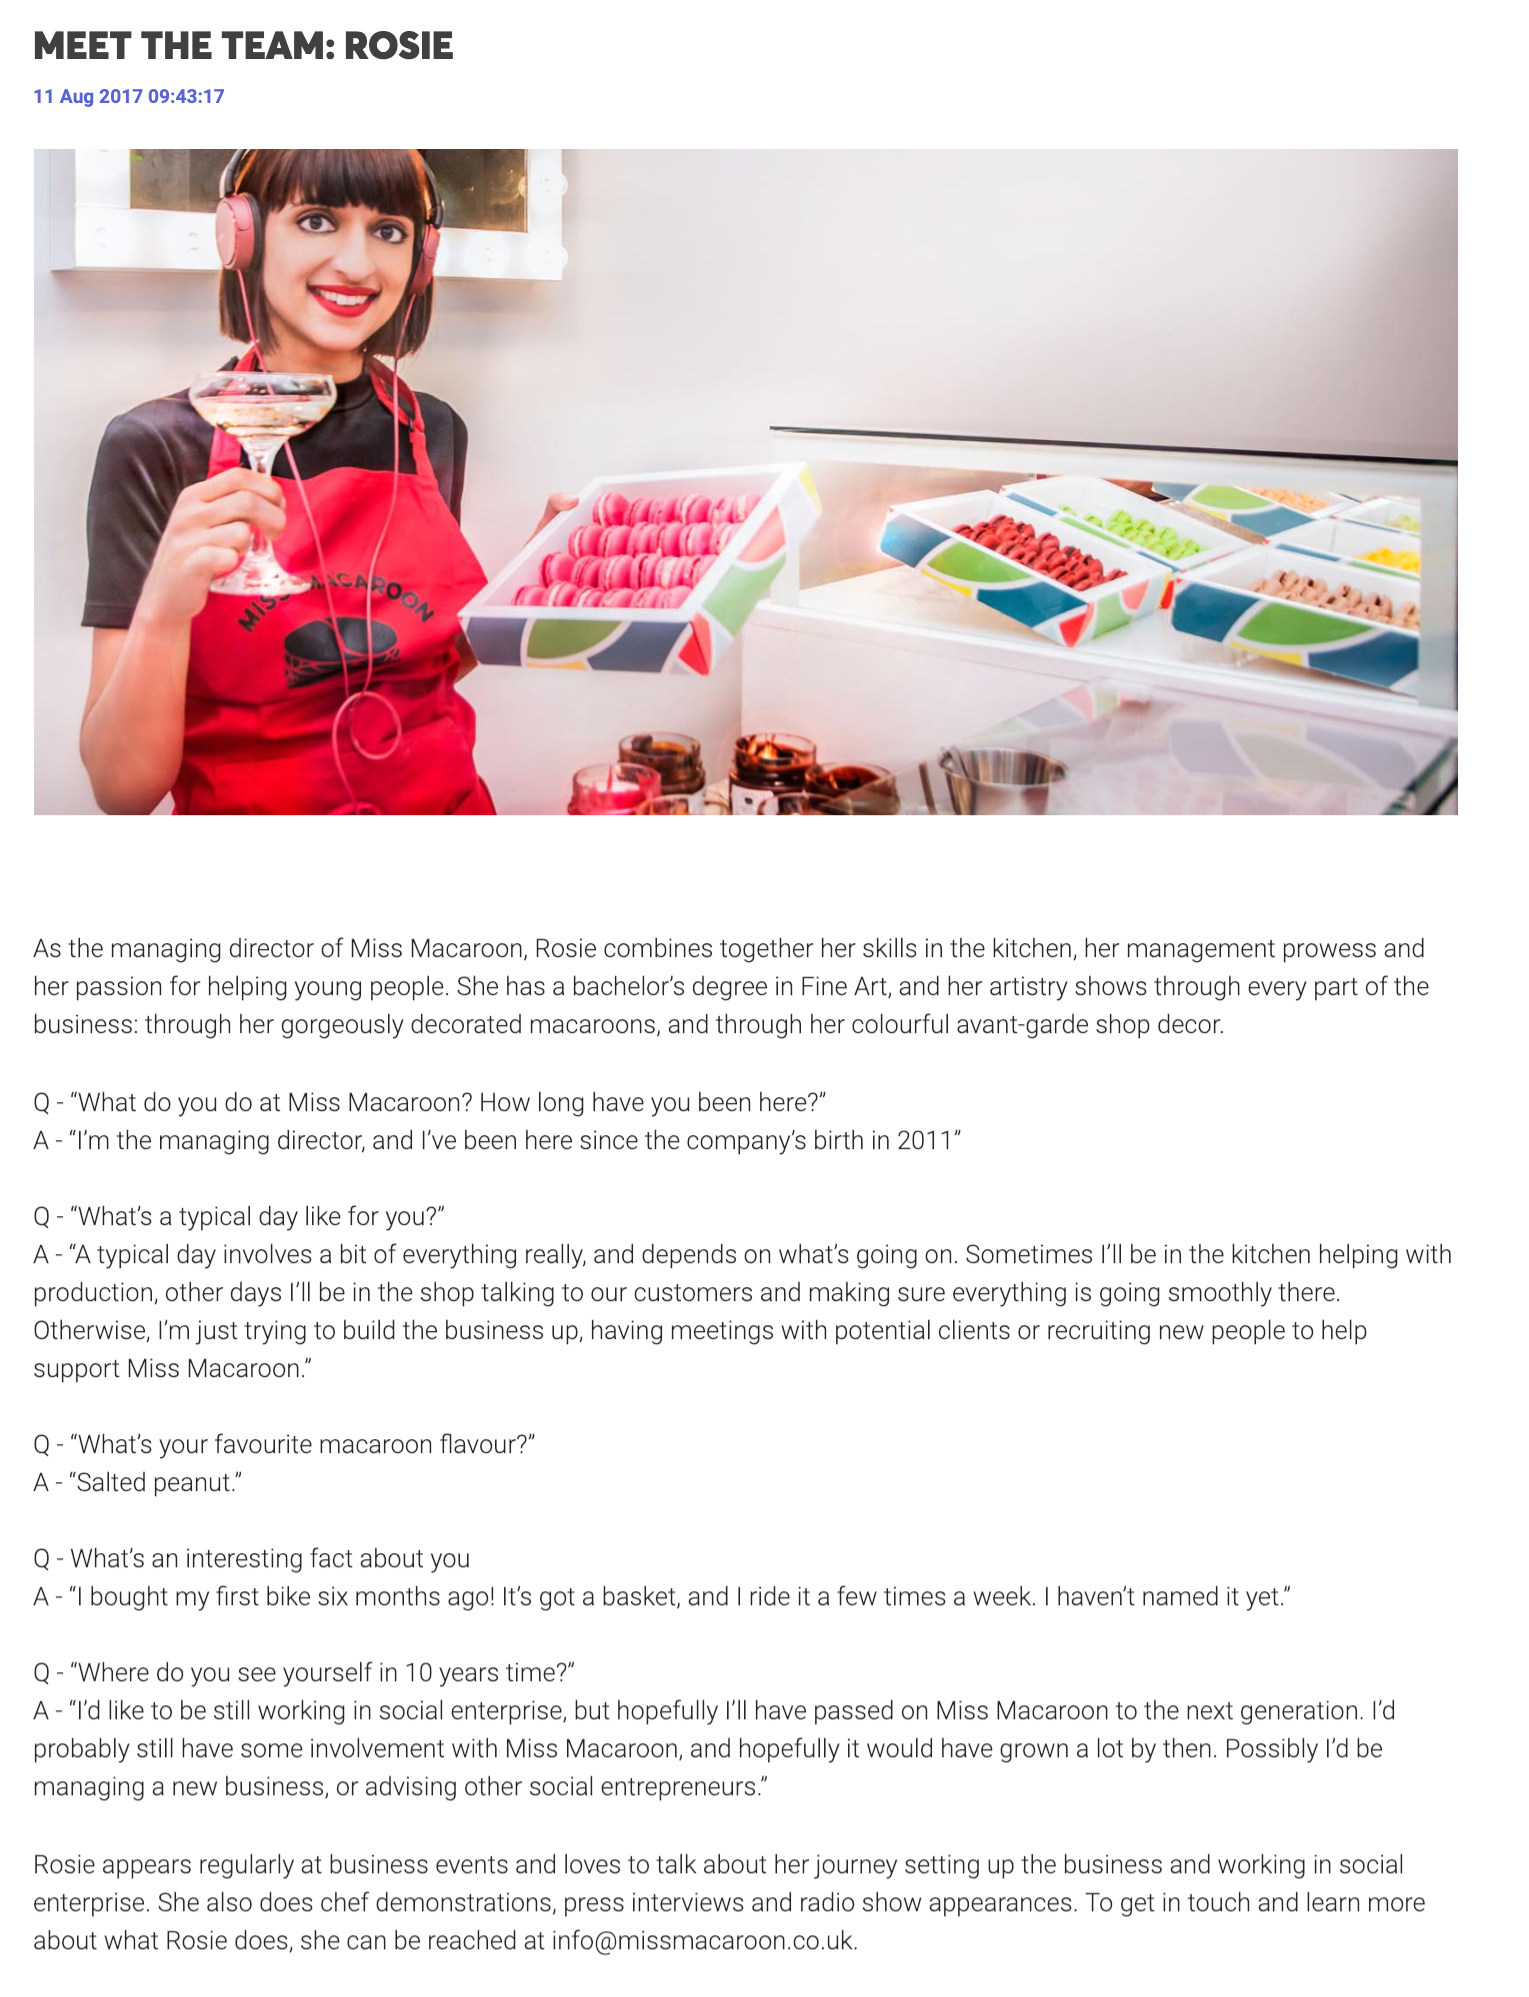 MEET THE TEAM: ROSIE
11 Aug 2017 09:43:17
MISS MACAROON
As the managing director of Miss Macaroon, Rosie combines together her skills in the kitchen, her management prowess and
her passion for helping young people. She has a bachelor’s degree in Fine Art, and her artistry shows through every part of the
business: through her gorgeously decorated macaroons, and through her colourful avant-garde shop decor.
Q - “What do you do at Miss Macaroon? How long have you been here?”
A - “I’m the managing director, and I’ve been here since the company’s birth in 2011”
Q - “What’s a typical day like for you?”
A - “A typical day involves a bit of everything really, and depends on what’s going on. Sometimes I’ll be in the kitchen helping with
production, other days I’ll be in the shop talking to our customers and making sure everything is going smoothly there.
Otherwise, I’m just trying to build the business up, having meetings with potential clients or recruiting new people to help
support Miss Macaroon.”
Q - “What’s your favourite macaroon flavour?”
A - “Salted peanut.”
Q - What’s an interesting fact about you
A - “I bought my first bike six months ago! It’s got a basket, and I ride it a few times a week. I haven’t named it yet.”
Q - “Where do you see yourself in 10 years time?”
A - “I’d like to be still working in social enterprise, but hopefully I’ll have passed on Miss Macaroon to the next generation. I’d
probably still have some involvement with Miss Macaroon, and hopefully it would have grown a lot by then. Possibly I’d be
managing a new business, or advising other social entrepreneurs.”
Rosie appears regularly at business events and loves to talk about her journey setting up the business and working in social
enterprise. She also does chef demonstrations, press interviews and radio show appearances. To get in touch and learn more
about what Rosie does, she can be reached at info@missmacaroon.co.uk.